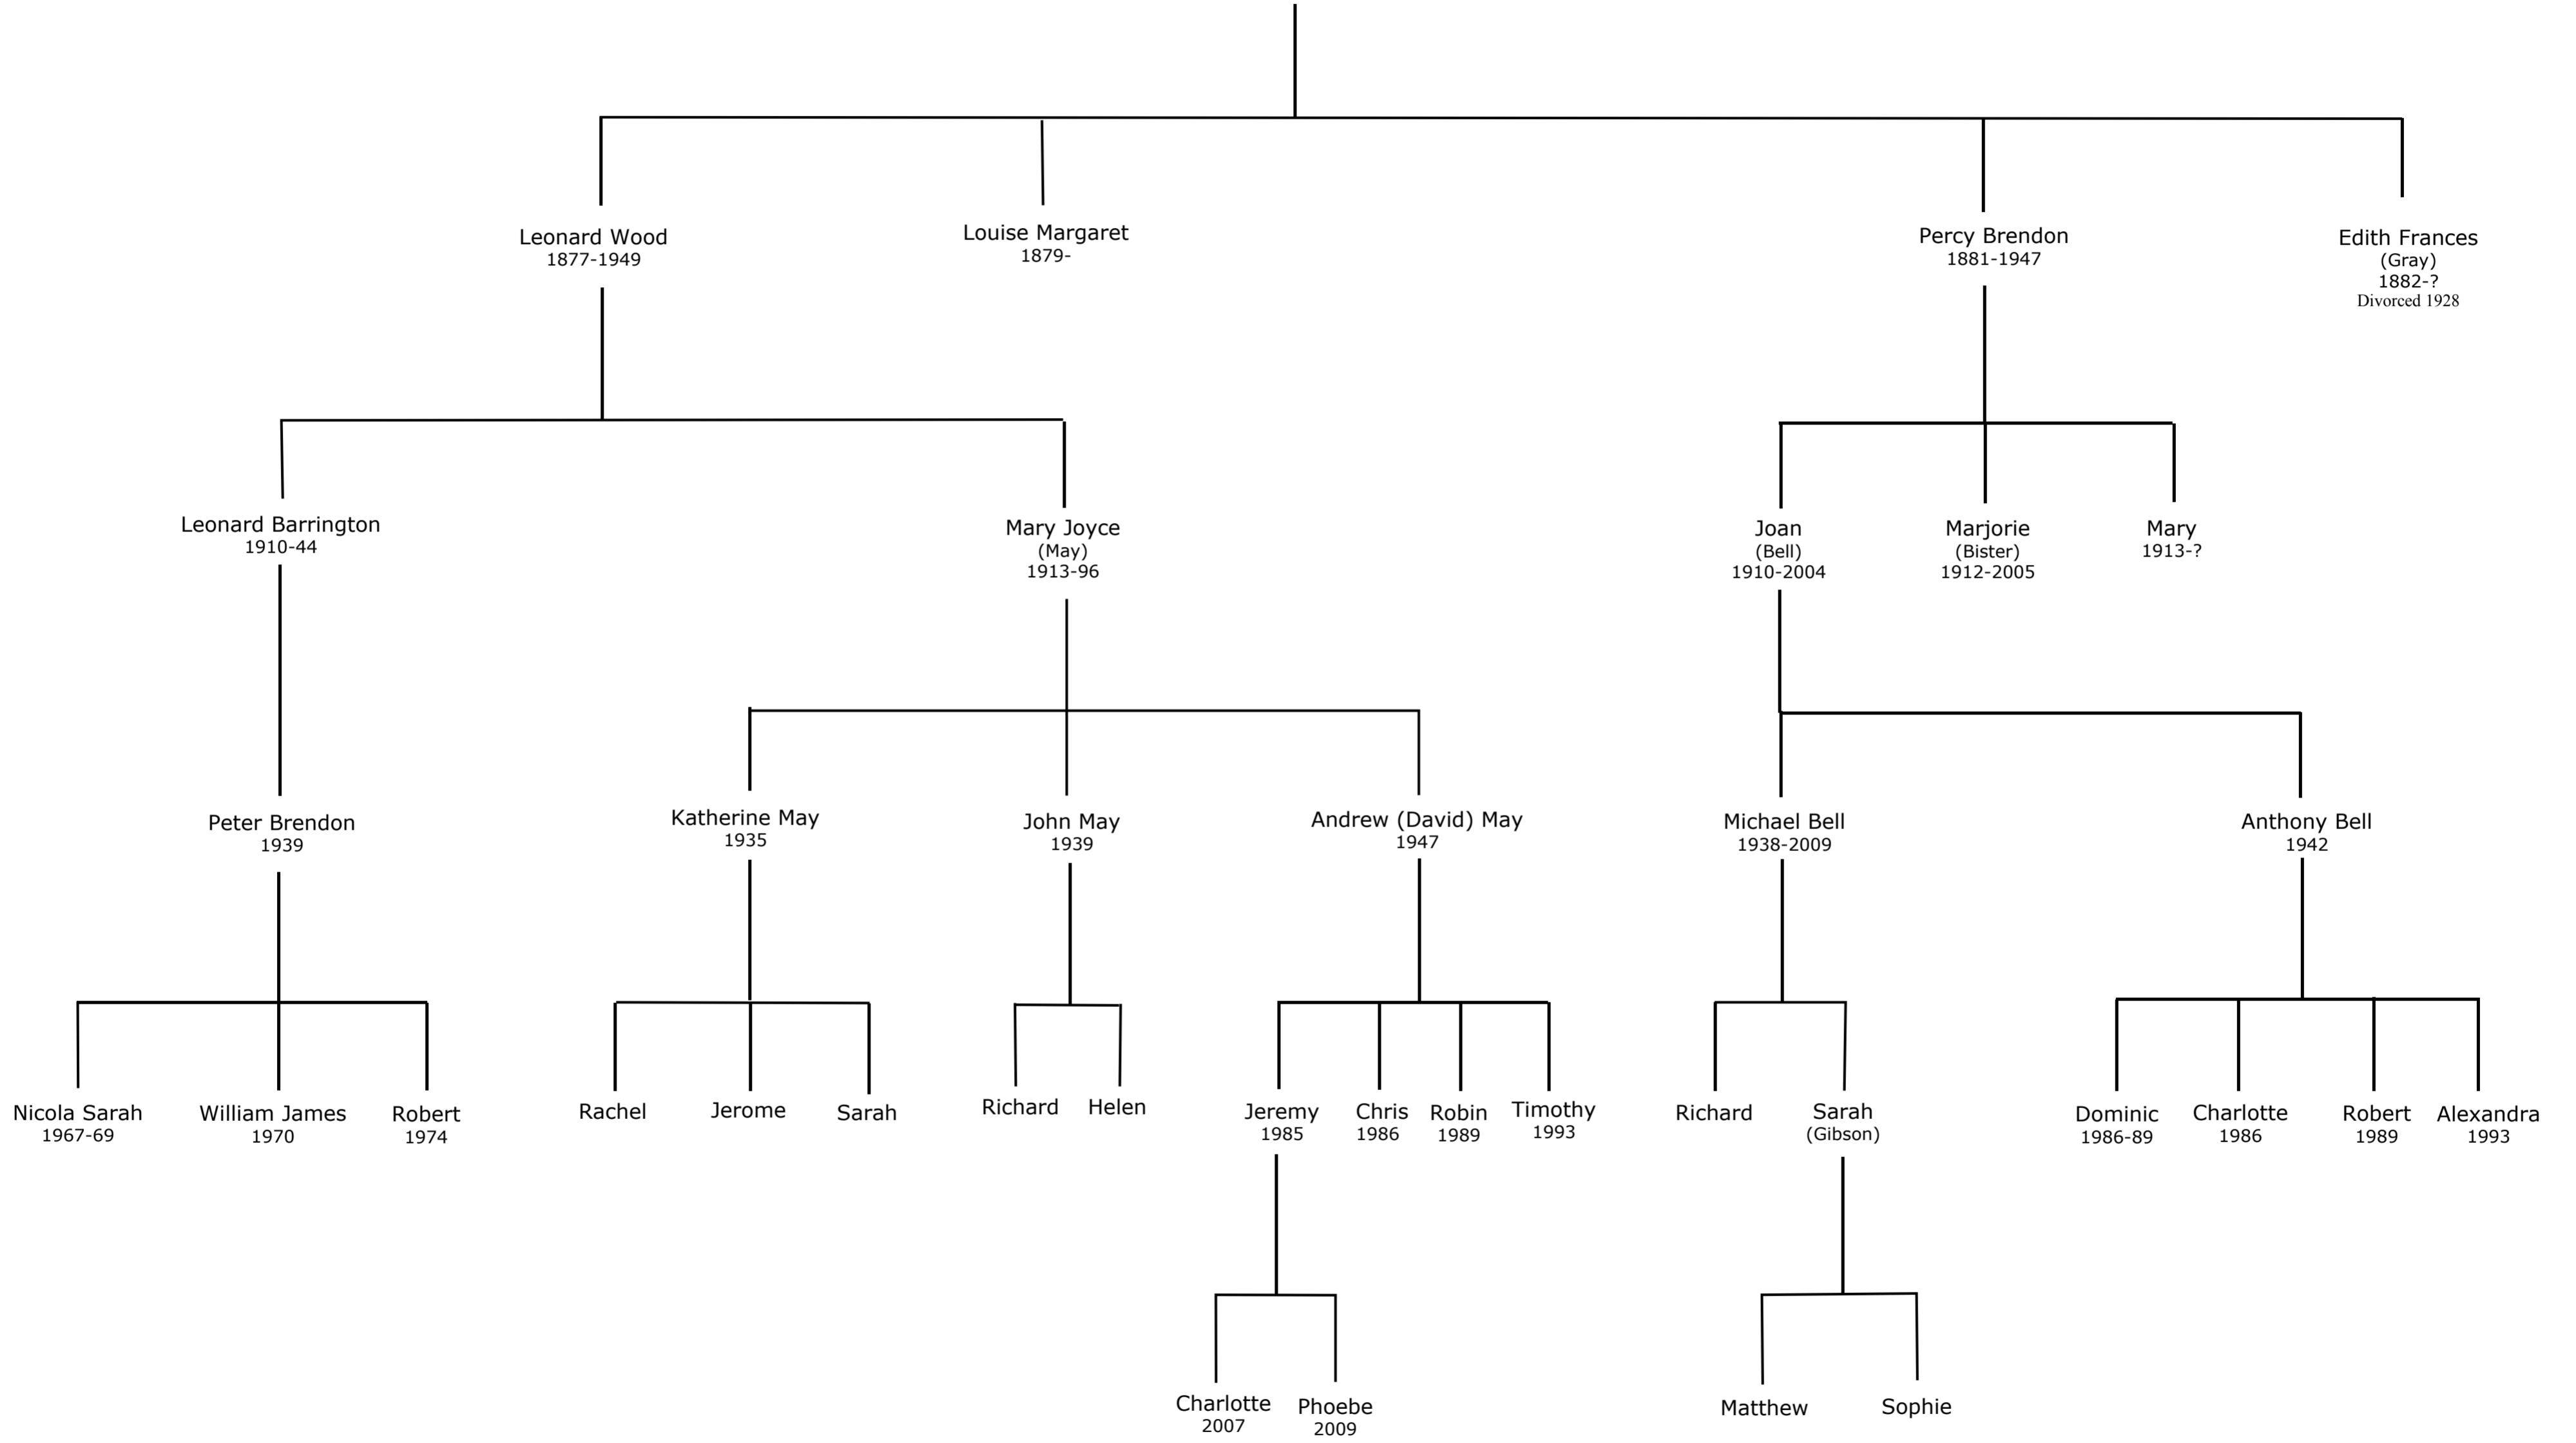 Leonard Wood
1877-1949
Louise Margaret
1879-
Percy Brendon
1881-1947
Edith Frances
(Gray)
1882-?
Divorced 1928
Leonard Barrington
1910-44
Mary Joyce
(May)
1913-96
Joan
(Bell)
1910-2004
Marjorie
(Bister)
1912-2005
Mary
1913-?
Peter Brendon
1939
Katherine May
1935
John May
1939
Andrew (David) May
1947
Michael Bell
1938-2009
Anthony Bell
1942
Nicola Sarah
1967-69
William James
1970
Robert
1974
Rachel
Jerome
Sarah
Richard
Helen
Jeremy
1985
Chris
1986
Robin
1989
Timothy
1993
Richard
Sarah
(Gibson)
Dominic
1986-89
Charlotte
1986
Robert
1989
Alexandra
1993
Charlotte
2007
Phoebe
2009
Matthew
Sophie